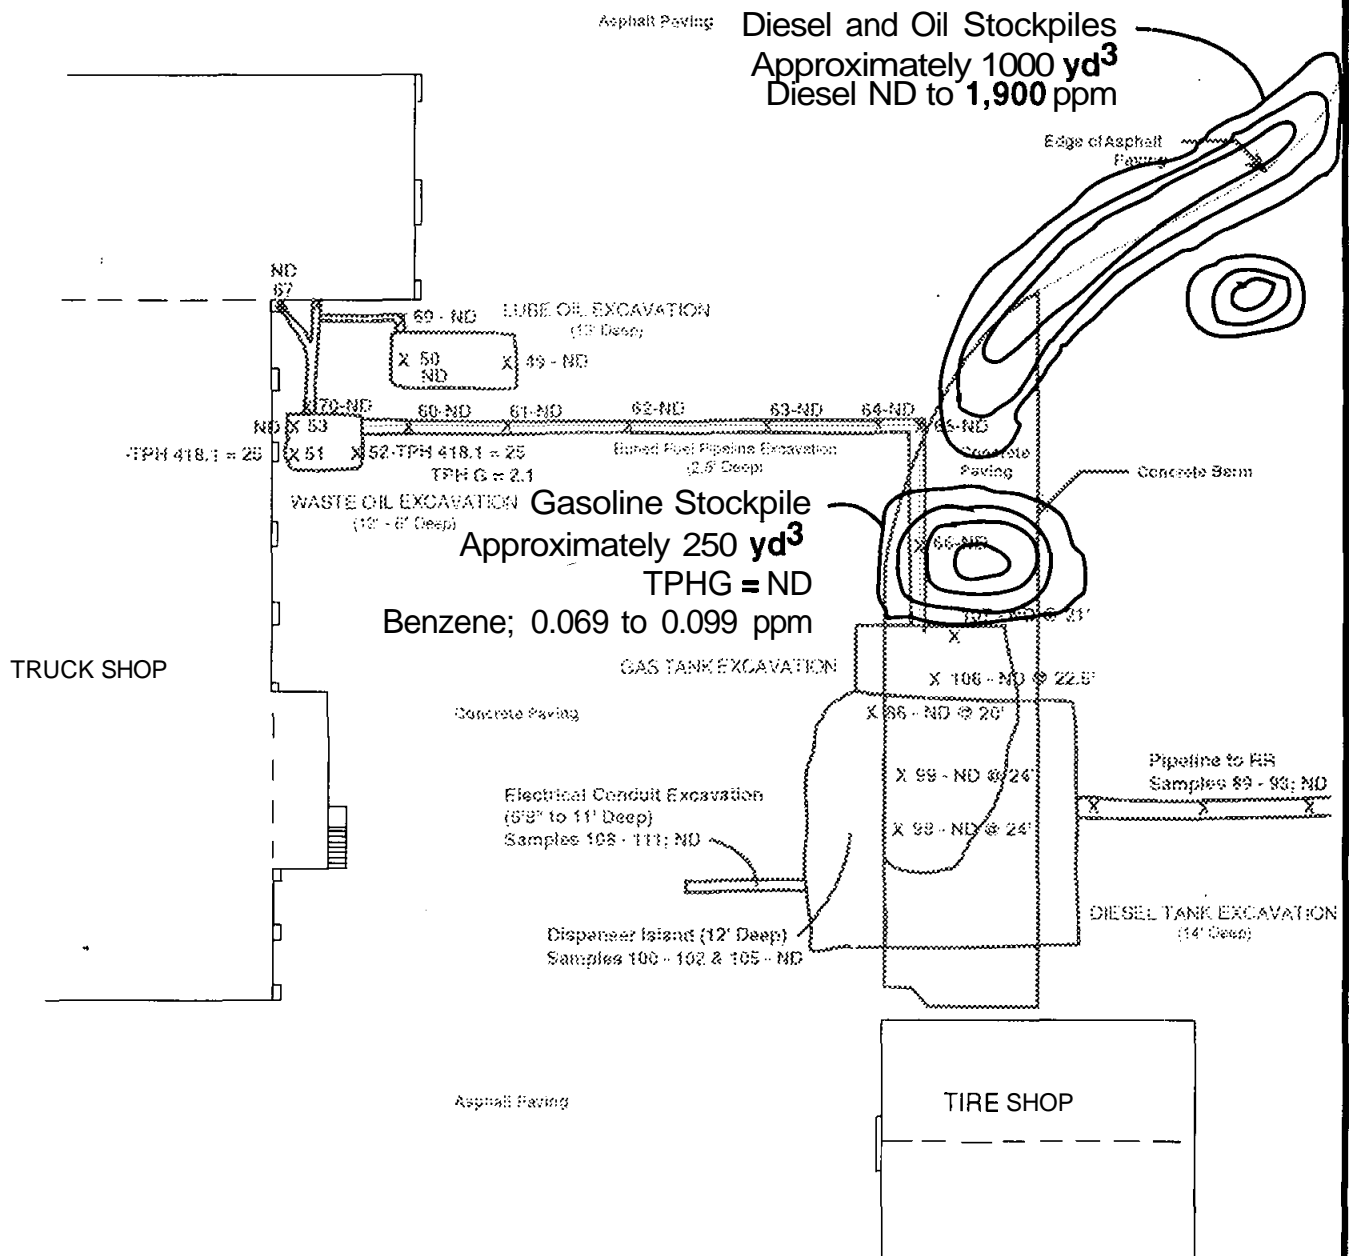 Asphalt Paving
Diesel and Oil Stockpiles
Approximately 1000 yd³
Diesel ND to 1,900 ppm
Edge of Asphalt
Paving
ND
67
69 - ND
LUBE OIL EXCAVATION
(13' Deep)
X 50
ND
X 49 - ND
70-ND
60-ND
61-ND
62-ND
63-ND
64-ND
65-ND
ND X 53
-TPH 418.1 = 25
X 51
X 52-TPH 418.1 = 25
TPH G = 2.1
Buried Fuel Pipeline Excavation
(2.5' Deep)
Concrete
Paving
Concrete Berm
WASTE OIL EXCAVATION
Gasoline Stockpile
Approximately 250 yd³
TPHG = ND
Benzene; 0.069 to 0.099 ppm
X 66-ND
X
TRUCK SHOP
GAS TANK EXCAVATION
X 106 - ND @ 22.5'
Concrete Paving
X 86 - ND @ 20'
X 99 - ND @ 24'
Pipeline to RR
Samples 89 - 93; ND
Electrical Conduit Excavation
(5'8" to 11' Deep)
Samples 108 - 111; ND
X 98 - ND @ 24'
DIESEL TANK EXCAVATION
(14' Deep)
Dispenser Island (12' Deep)
Samples 100 - 102 & 105 - ND
Asphalt Paving
TIRE SHOP